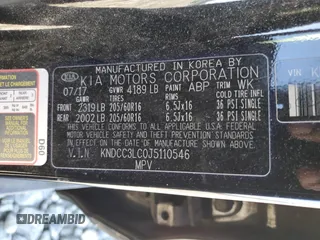 MANUFACTURED IN KOREA BY
KIA KIA MOTORS CORPORATION
07/17 GVWR 4189 LB PAINT ABP TRIM WK
GAWR TIRES RIMS COLD TIRE INFL
FRONT 2319 LB 205/60R16 6.5Jx16 36 PSI SINGLE
REAR 2002 LB 205/60R16 6.5Jx16 36 PSI SINGLE
THIS VEHICLE CONFORMS TO ALL APPLICABLE U.S. FEDERAL
MOTOR VEHICLE SAFETY, BUMPER, AND THEFT PREVENTION
STANDARDS IN EFFECT ON THE DATE OF MANUFACTURE SHOWN
ABOVE.
V.I.N. KNDCC3LC0J5110546
MPV
D60
DREAMBID